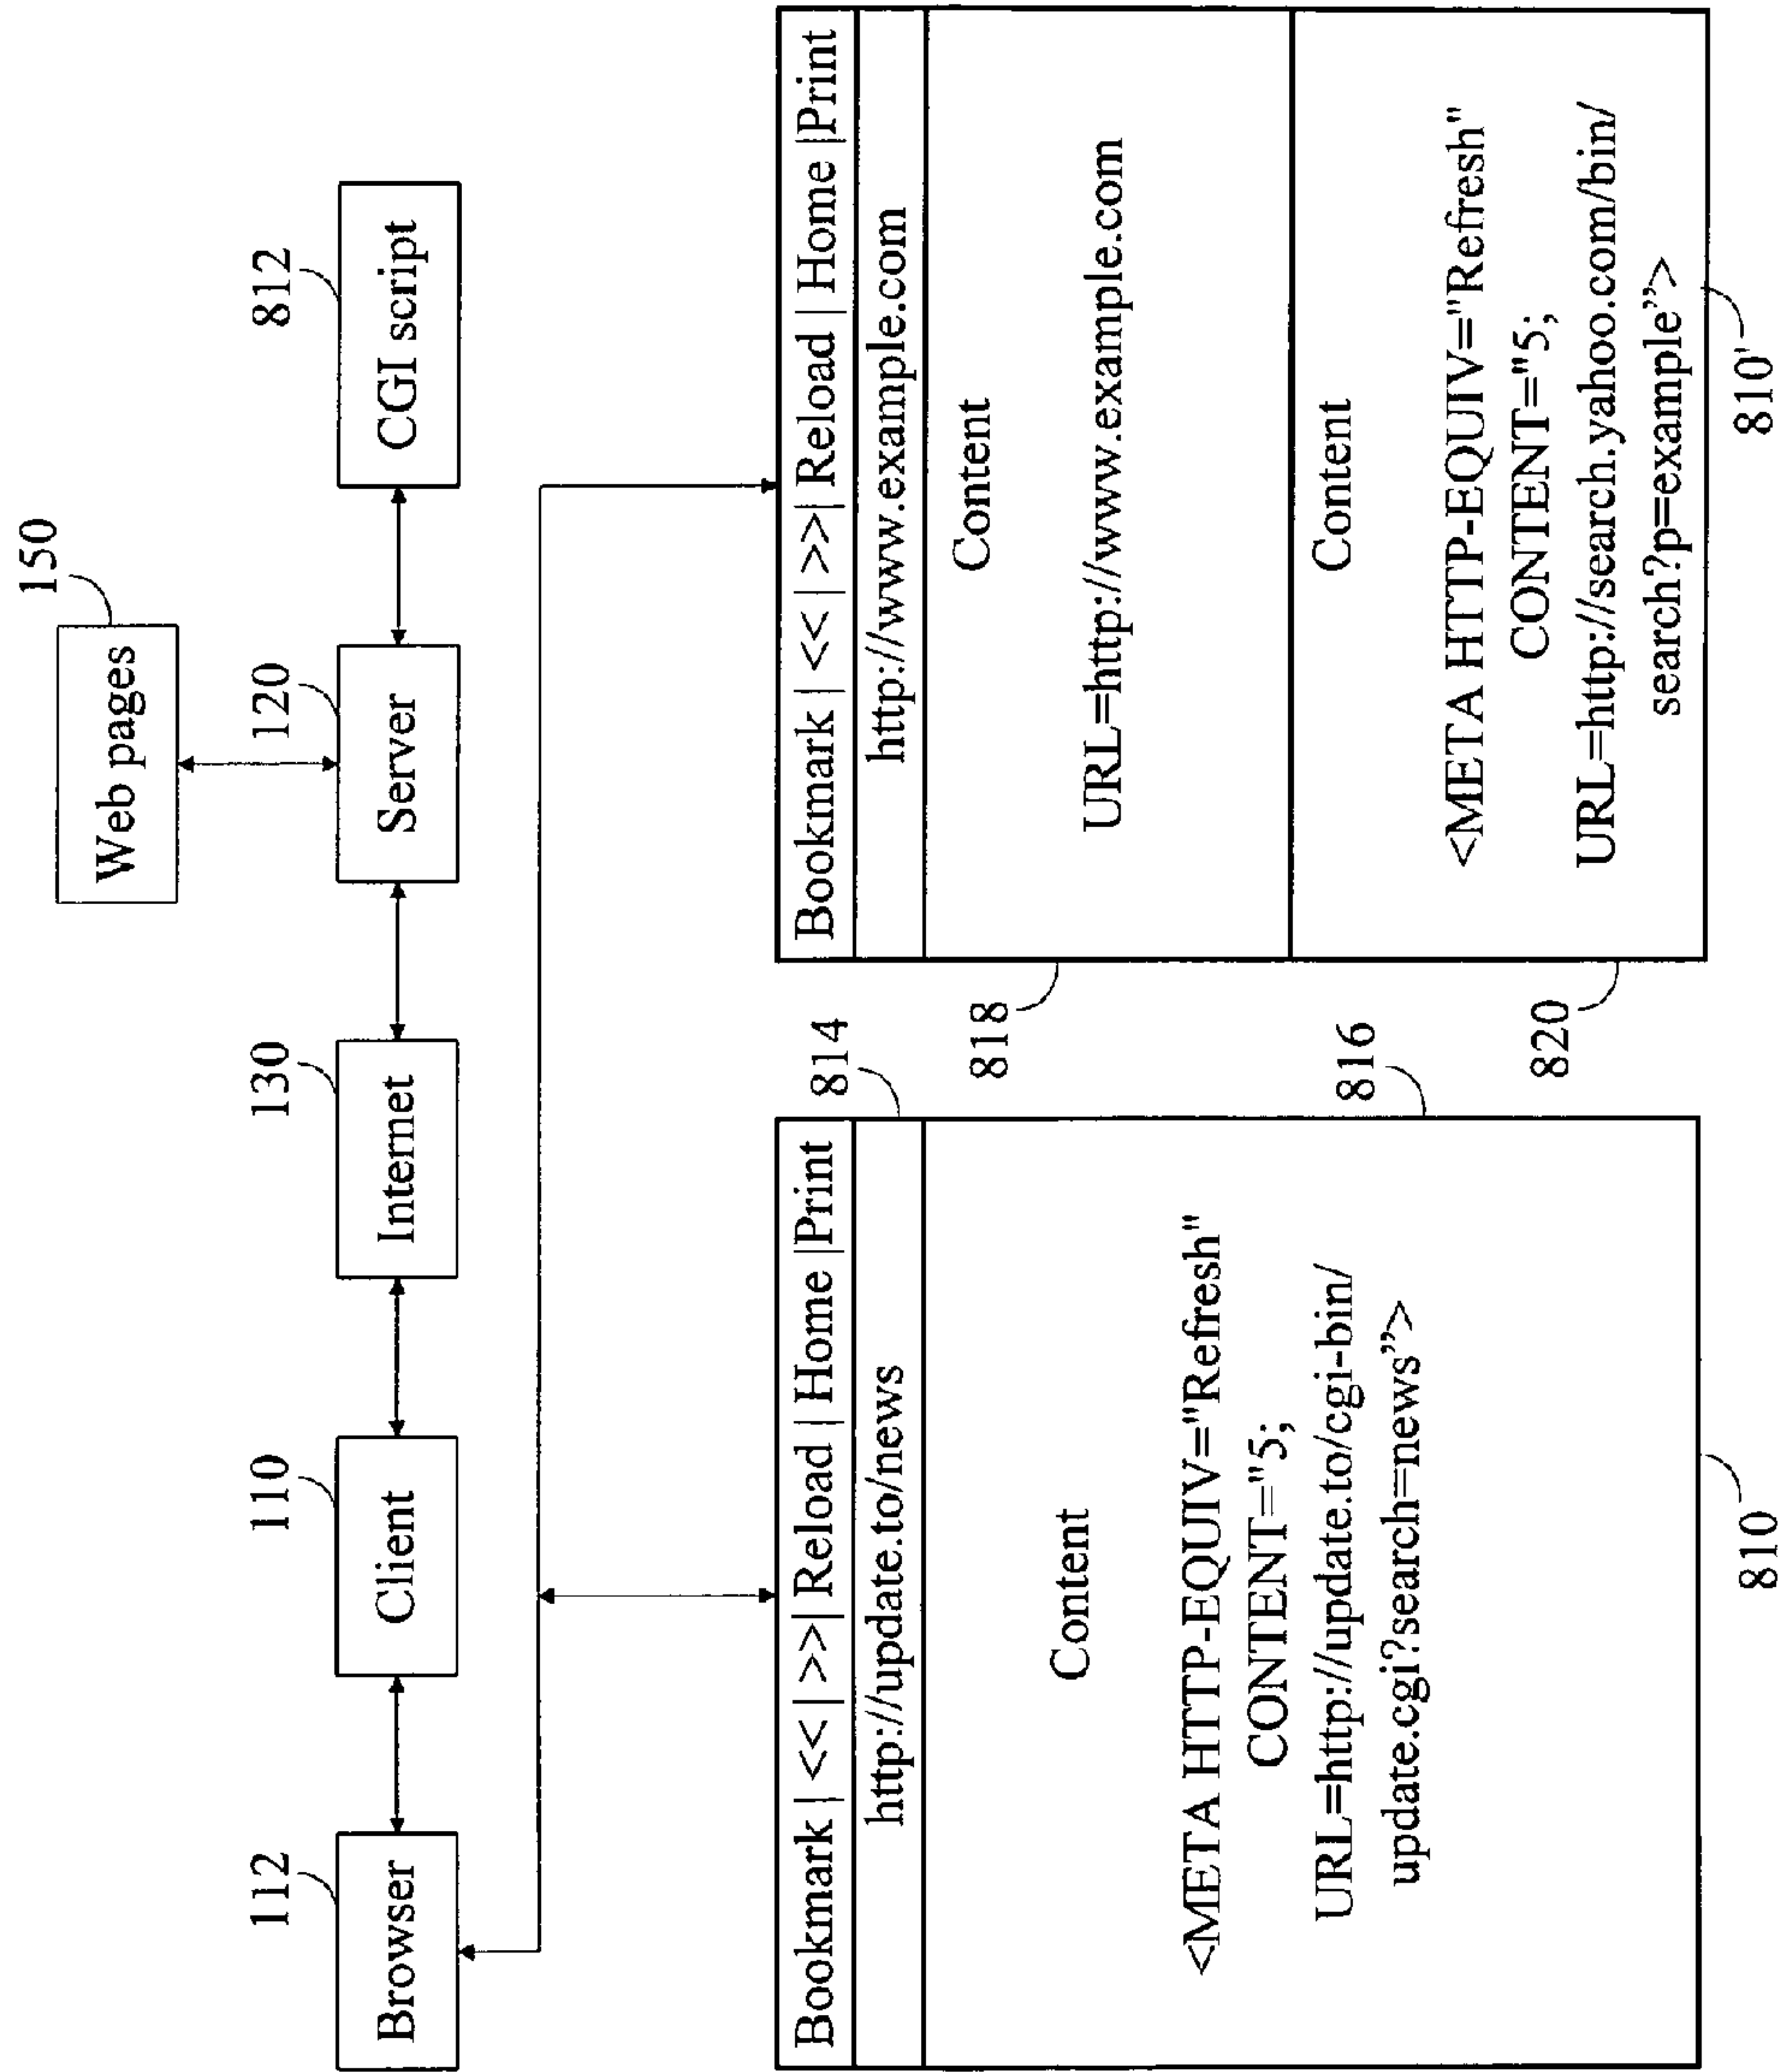 150
Web pages
112
110
130
120
812
Browser
Client
Internet
Server
CGI script
Bookmark | << | >>| Reload | Home |Print
http://update.to/news
814
Content
<META HTTP-EQUIV="Refresh"
CONTENT="5;
URL=http://update.to/cgi-bin/
update.cgi?search=news”>
816
810
Bookmark | << | >>| Reload | Home |Print
http://www.example.com
818
Content
URL=http://www.example.com
820
Content
<META HTTP-EQUIV="Refresh"
CONTENT="5;
URL=http://search.yahoo.com/bin/
search?p=example”>
810'